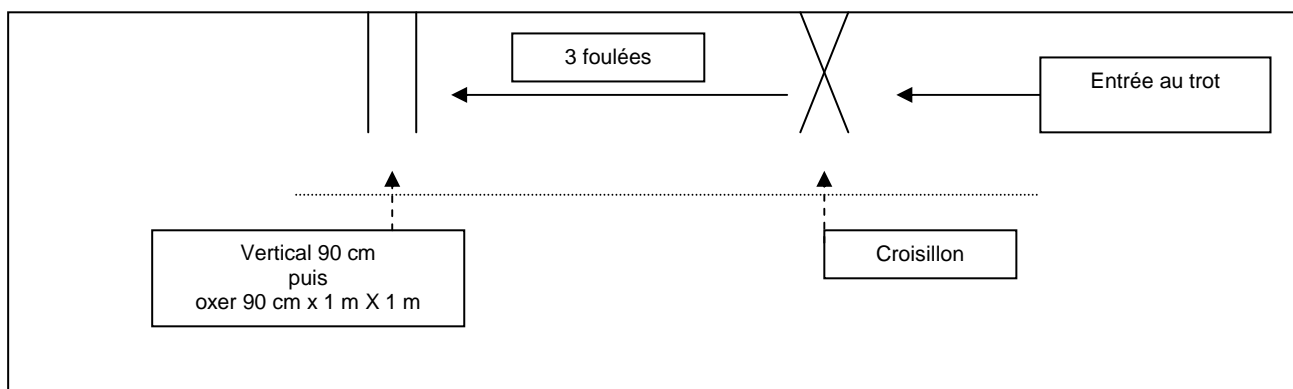 3 foulées
Entrée au trot
Vertical 90 cm
puis
oxer 90 cm x 1 m X 1 m
Croisillon